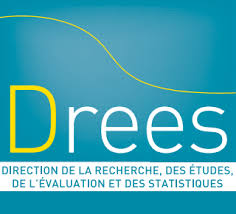 Drees
DIRECTION DE LA RECHERCHE, DES ÉTUDES,
DE L'ÉVALUATION ET DES STATISTIQUES